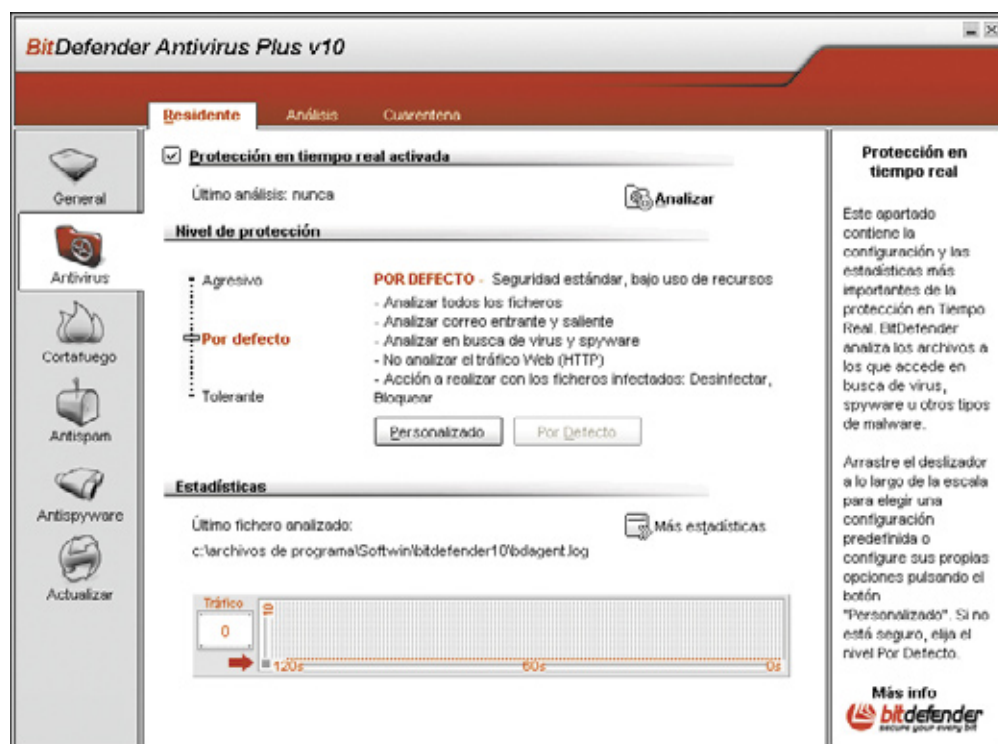 BitDefender Antivirus Plus v10
Residente
Análisis
Cuarentena
General
Antivirus
Cortafuego
Antispam
Antispyware
Actualizar
Protección en tiempo real activada
Último análisis: nunca
Analizar
Nivel de protección
Agresivo
Por defecto
Tolerante
POR DEFECTO - Seguridad estándar, bajo uso de recursos
- Analizar todos los ficheros
- Analizar correo entrante y saliente
- Analizar en busca de virus y spyware
- No analizar el tráfico Web (HTTP)
- Acción a realizar con los ficheros infectados: Desinfectar,
Bloquear
Personalizado
Por Defecto
Estadísticas
Último fichero analizado:
Más estadísticas
c:\archivos de programa\Softwin\bitdefender10\bdagent.log
Tráfico
0
10
120s
60s
0s
Protección en
tiempo real
Este apartado
contiene la
configuración y las
estadísticas más
importantes de la
protección en Tiempo
Real. BitDefender
analiza los archivos a
los que accede en
busca de virus,
spyware u otros tipos
de malware.
Arrastre el deslizador
a lo largo de la escala
para elegir una
configuración
predefinida o
configure sus propias
opciones pulsando el
botón
"Personalizado". Si no
está seguro, elija el
nivel Por Defecto.
Más info
bitdefender
secure your every bit